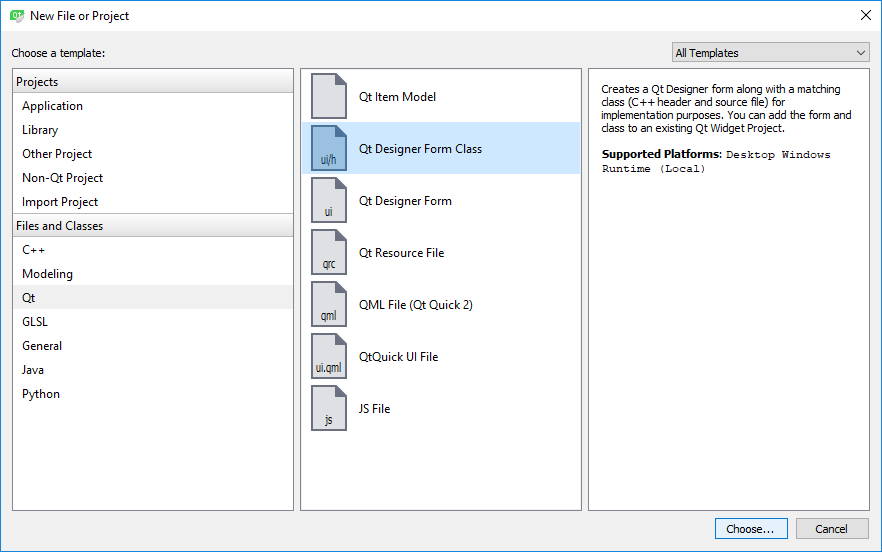 Qt
New File or Project
Choose a template:
All Templates
Projects
Application
Library
Other Project
Non-Qt Project
Import Project
Files and Classes
C++
Modeling
Qt
GLSL
General
Java
Python
Qt Item Model
ui/h
Qt Designer Form Class
ui
Qt Designer Form
qrc
Qt Resource File
qml
QML File (Qt Quick 2)
ui.qml
QtQuick UI File
js
JS File
Creates a Qt Designer form along with a matching
class (C++ header and source file) for
implementation purposes. You can add the form and
class to an existing Qt Widget Project.
Supported Platforms: Desktop Windows
Runtime (Local)
Choose...
Cancel